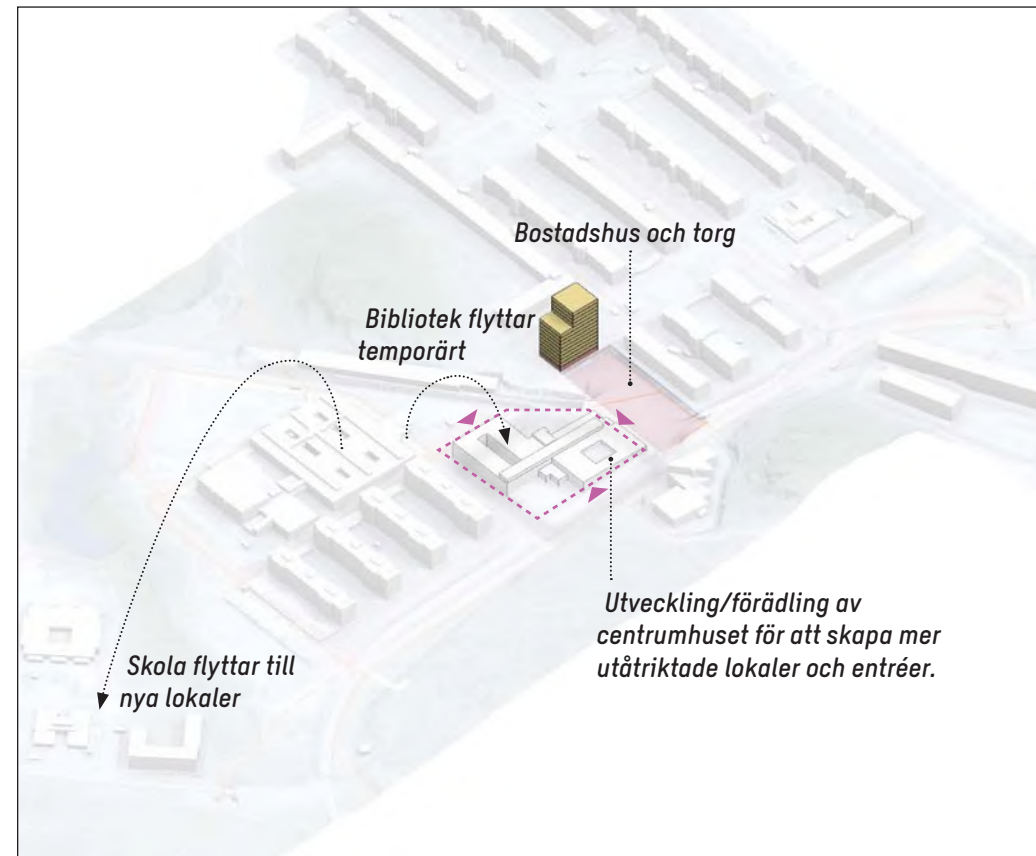 Bostadshus och torg
Bibliotek flyttar
temporärt
Utveckling/förädling av
centrumhuset för att skapa mer
utåtriktade lokaler och entréer.
Skola flyttar till
nya lokaler